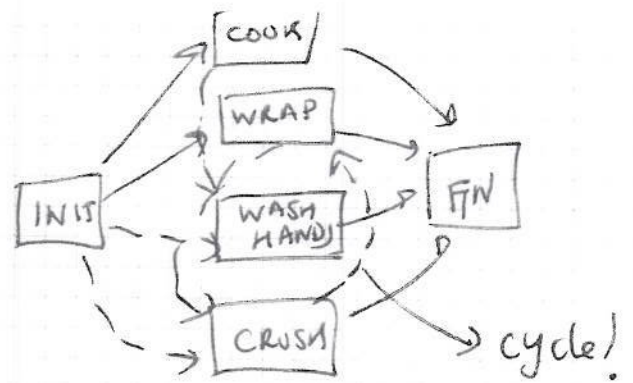 COOK
WRAP
INIT
WASH
HANDS
FIN
CRUSH
cycle!